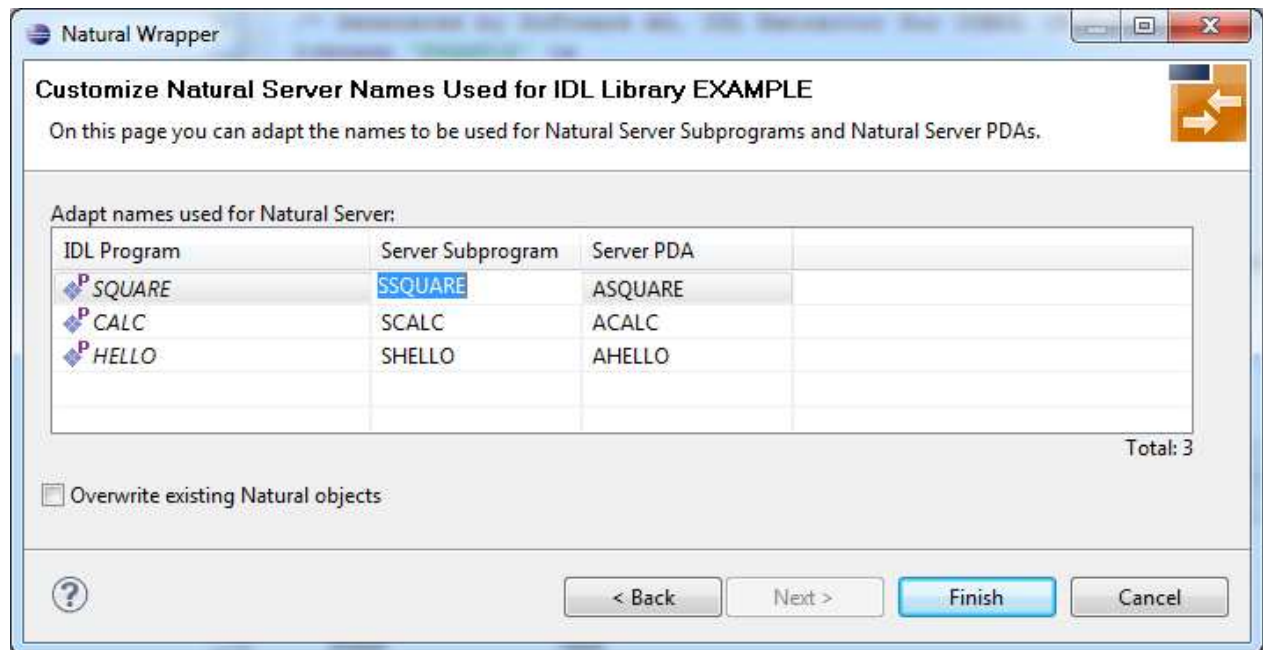 Natural Wrapper
Customize Natural Server Names Used for IDL Library EXAMPLE
On this page you can adapt the names to be used for Natural Server Subprograms and Natural Server PDAs.
Adapt names used for Natural Server:
IDL Program Server Subprogram Server PDA
P SQUARE SSQUARE ASQUARE
P CALC SCALC ACALC
P HELLO SHELLO AHELLO
Total: 3
Overwrite existing Natural objects
? < Back Next > Finish Cancel